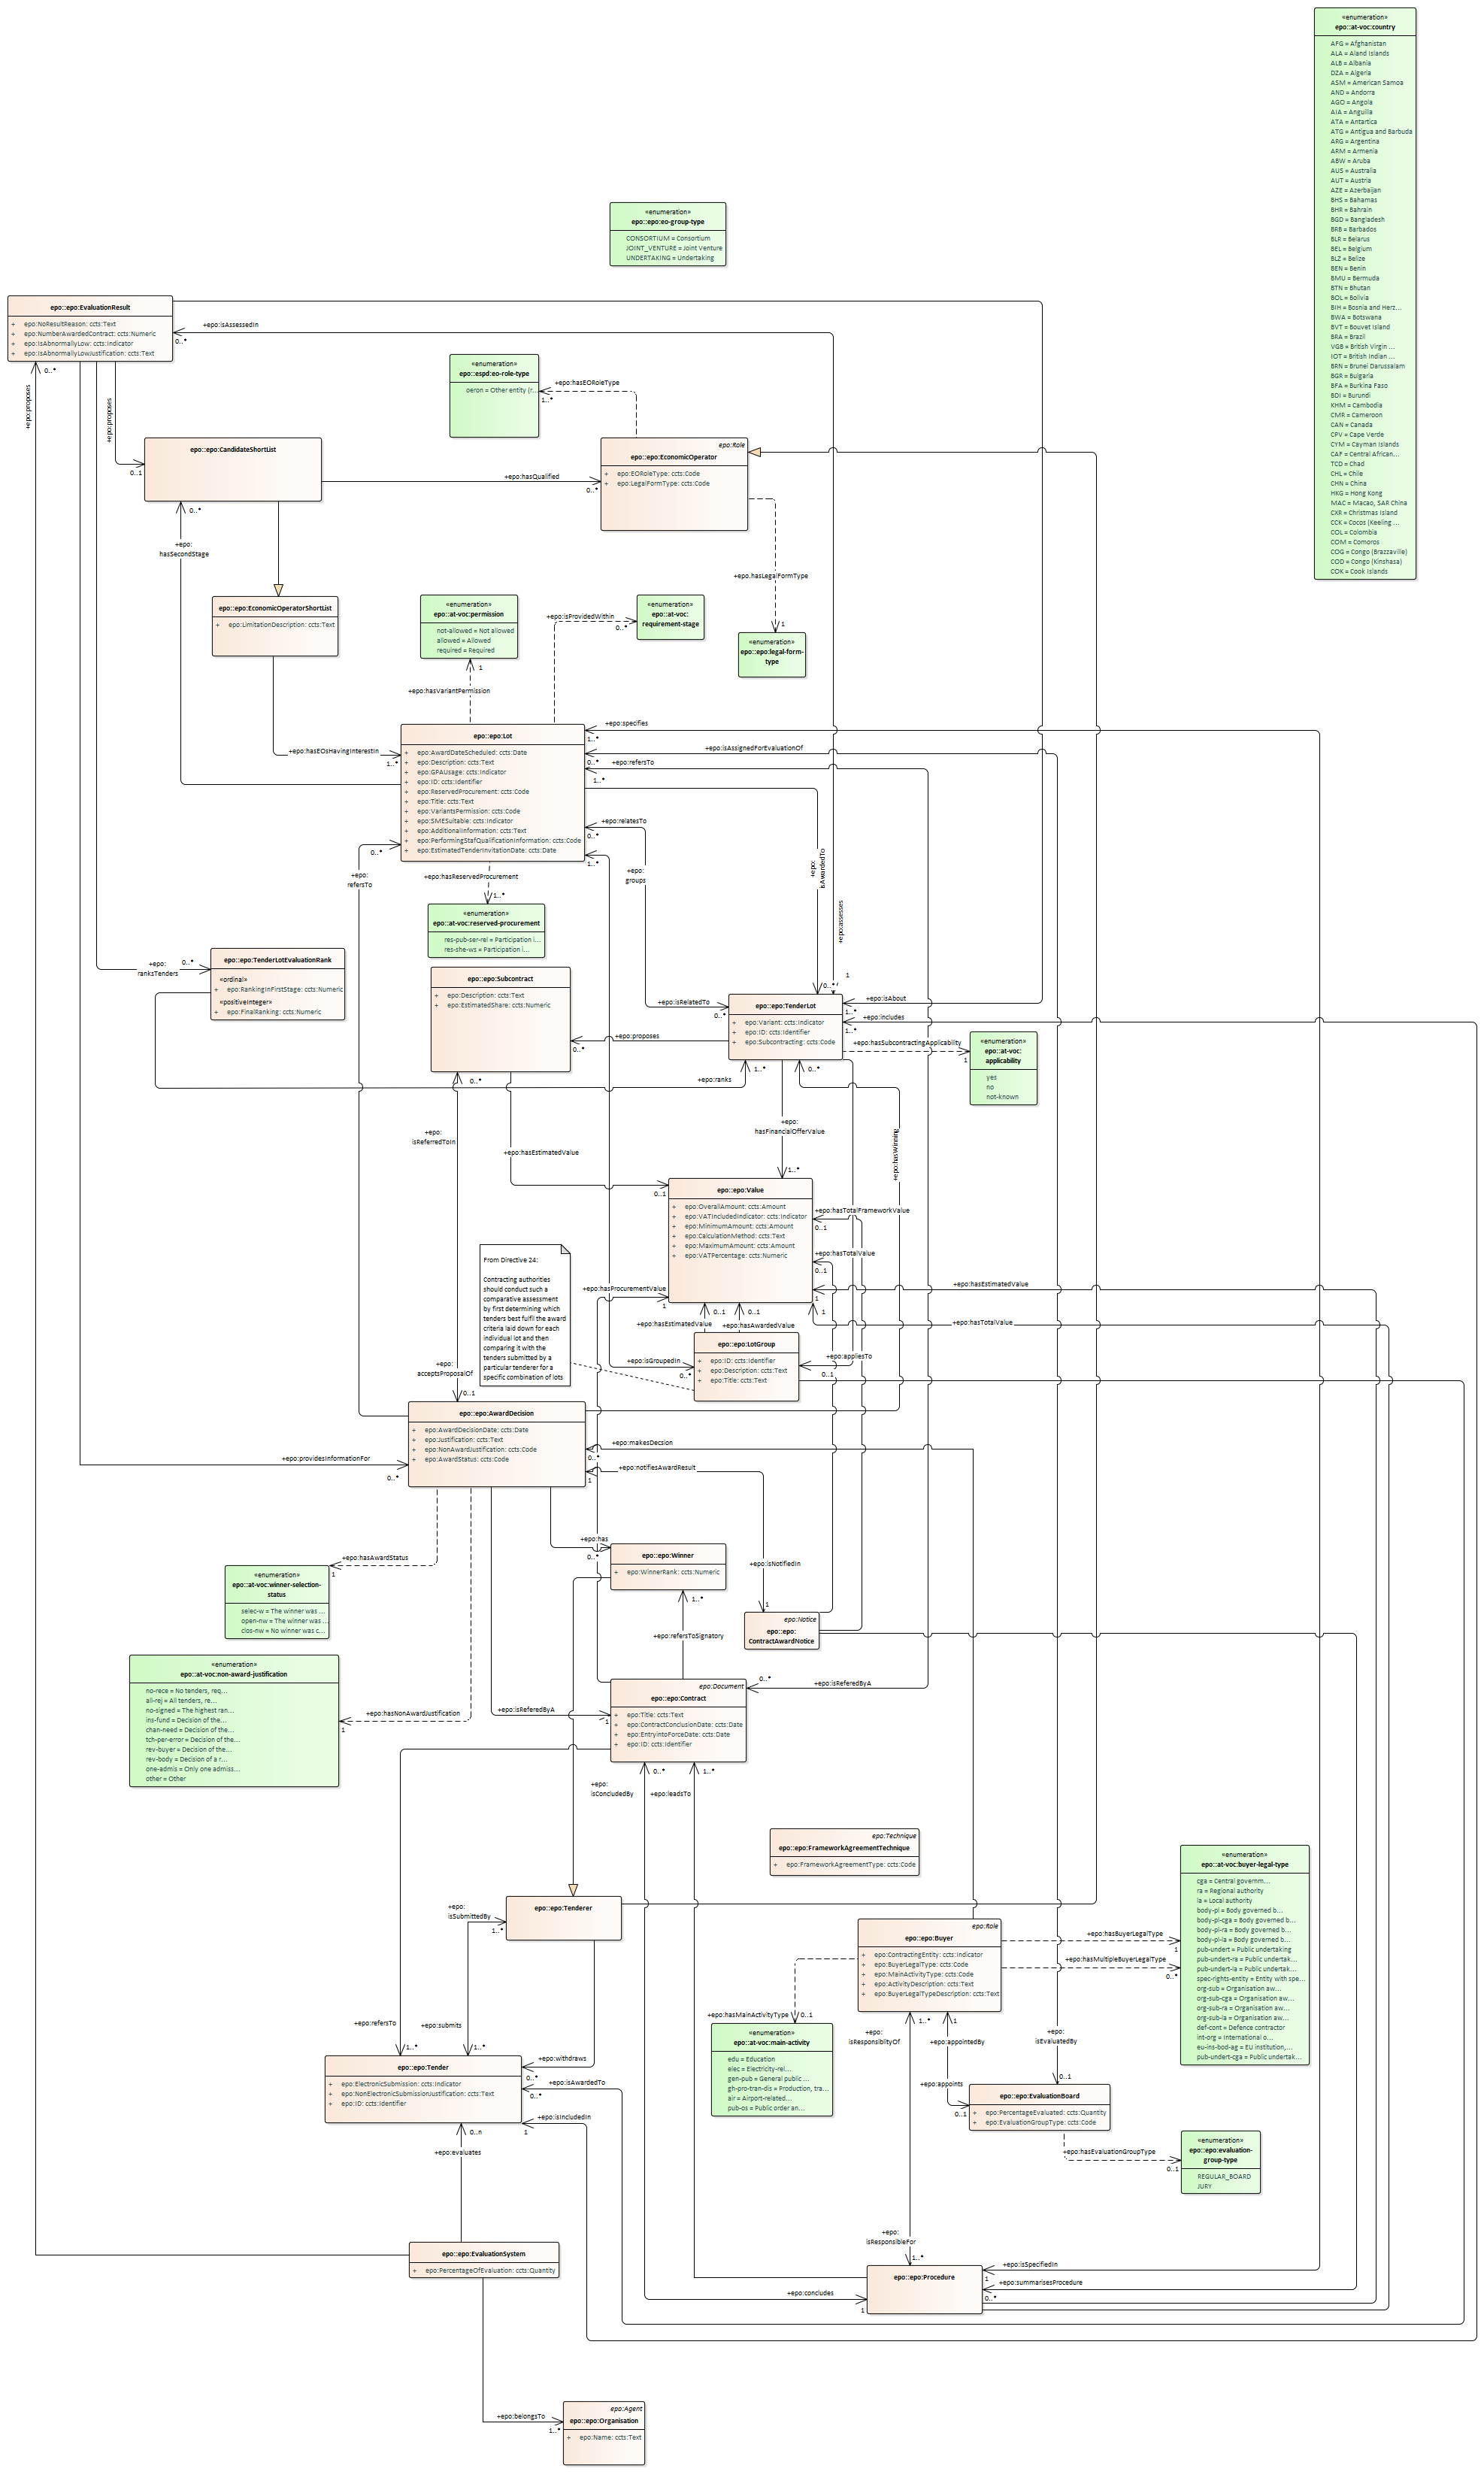 «enumeration»
epo::at-voc:country
AFG = Afghanistan
ALA = Aland Islands
ALB = Albania
DZA = Algeria
ASM = American Samoa
AND = Andorra
AGO = Angola
AIA = Anguilla
ATA = Antartica
ATG = Antigua and Barbuda
ARG = Argentina
ARM = Armenia
ABW = Aruba
AUS = Australia
AUT = Austria
AZE = Azerbaijan
BHS = Bahamas
BHR = Bahrain
BGD = Bangladesh
BRB = Barbados
BLR = Belarus
BEL = Belgium
BLZ = Belize
BEN = Benin
BMU = Bermuda
BTN = Bhutan
BOL = Bolivia
BIH = Bosnia and Herz...
BWA = Botswana
BVT = Bouvet Island
BRA = Brazil
VGB = British Virgin ...
IOT = British Indian ...
BRN = Brunei Darussalam
BGR = Bulgaria
BFA = Burkina Faso
BDI = Burundi
KHM = Cambodia
CMR = Cameroon
CAN = Canada
CPV = Cape Verde
CYM = Cayman Islands
CAF = Central African...
TCD = Chad
CHL = Chile
CHN = China
HKG = Hong Kong
MAC = Macao, SAR China
CXR = Christmas Island
CCK = Cocos (Keeling ...
COL = Colombia
COM = Comoros
COG = Congo (Brazzaville)
COD = Congo (Kinshasa)
COK = Cook Islands
«enumeration»
epo::epo:eo-group-type
CONSORTIUM = Consortium
JOINT_VENTURE = Joint Venture
UNDERTAKING = Undertaking
epo::epo:EvaluationResult
+ epo:NoResultReason: ccts:Text
+ epo:NumberAwardedContract: ccts:Numeric
+ epo:IsAbnormallyLow: ccts:Indicator
+ epo:IsAbnormallyLowJustification: ccts:Text
+epo:isAssessedIn
0..*
0..*
+epo:proposes
+epo:proposes
0..1
«enumeration»
epo::espd:eo-role-type
oeron = Other entity (r...
+epo:hasEORoleType
1..*
epo::epo:CandidateShortList
+epo:hasQualified
0..*
epo:Role
epo::epo:EconomicOperator
+ epo:EORoleType: ccts:Code
+ epo:LegalFormType: ccts:Code
0..*
+epo:
hasSecondStage
+epo.hasLegalFormType
1
«enumeration»
epo::epo:legal-form-
type
epo::epo:EconomicOperatorShortList
+ epo:LimitationDescription: ccts:Text
«enumeration»
epo::at-voc:permission
not-allowed = Not allowed
allowed = Allowed
required = Required
+epo:isProvidedWithin
0..*
«enumeration»
epo::at-voc:
requirement-stage
1
+epo:hasVariantPermission
+epo:hasEOsHavingInterestIn
1..*
epo::epo:Lot
+ epo:AwardDateScheduled: ccts:Date
+ epo:Description: ccts:Text
+ epo:GPAUsage: ccts:Indicator
+ epo:ID: ccts:Identifier
+ epo:ReservedProcurement: ccts:Code
+ epo:Title: ccts:Text
+ epo:VariantsPermission: ccts:Code
+ epo:SMESuitable: ccts:Indicator
+ epo:AdditionalInformation: ccts:Text
+ epo:PerformingStafQualificationInformation: ccts:Code
+ epo:EstimatedTenderInvitationDate: ccts:Date
+epo:specifies
1..*
+epo:isAssignedForEvaluationOf
0..*
+epo:refersTo
1..*
+epo:relatesTo
0..*
1..*
+epo:
groups
+epo:
isAwardedTo
+epo:assesses
0..*
+epo:
refersTo
+epo:hasReservedProcurement
1..*
«enumeration»
epo::at-voc:reserved-procurement
res-pub-ser-rel = Participation i...
res-she-ws = Participation i...
+epo:
ranksTenders
0..*
epo::epo:TenderLotEvaluationRank
«ordinal»
+ epo:RankingInFirstStage: ccts:Numeric
«positiveInteger»
+ epo:FinalRanking: ccts:Numeric
epo::epo:Subcontract
+ epo:Description: ccts:Text
+ epo:EstimatedShare: ccts:Numeric
+epo:isRelatedTo
0..*
1
0..*
epo::epo:TenderLot
+ epo:Variant: ccts:Indicator
+ epo:ID: ccts:Identifier
+ epo:Subcontracting: ccts:Code
+epo:isAbout
1..*
+epo:includes
1..*
+epo:proposes
0..*
+epo:hasSubcontractingApplicability
1
«enumeration»
epo::at-voc:
applicability
yes
no
not-known
+epo:ranks
1..*
0..*
0..*
+epo:
isReferredToIn
+epo:hasEstimatedValue
0..1
+epo:
hasFinancialOfferValue
1..*
+epo:hasWinning
epo::epo:Value
+ epo:OverallAmount: ccts:Amount
+ epo:VATIncludedIndicator: ccts:Indicator
+ epo:MinimumAmount: ccts:Amount
+ epo:CalculationMethod: ccts:Text
+ epo:MaximumAmount: ccts:Amount
+ epo:VATPercentage: ccts:Numeric
+epo:hasTotalFrameworkValue
0..1
+epo:hasTotalValue
0..1
+epo:hasEstimatedValue
1
1
+epo:hasTotalValue
+epo:hasProcurementValue
1
From Directive 24:
Contracting authorities
should conduct such a
comparative assessment
by first determining which
tenders best fulfil the award
criteria laid down for each
individual lot and then
comparing it with the
tenders submitted by a
particular tenderer for a
specific combination of lots
0..1
0..1
+epo:hasEstimatedValue
+epo:hasAwardedValue
epo::epo:LotGroup
+ epo:ID: ccts:Identifier
+ epo:Description: ccts:Text
+ epo:Title: ccts:Text
+epo:isGroupedIn
0..*
+epo:appliesTo
0..1
+epo:
acceptsProposalOf
0..1
epo::epo:AwardDecision
+ epo:AwardDecisionDate: ccts:Date
+ epo:Justification: ccts:Text
+ epo:NonAwardJustification: ccts:Code
+ epo:AwardStatus: ccts:Code
+epo:providesInformationFor
0..*
+epo:makesDecsion
0..*
+epo:notifiesAwardResult
1
+epo:has
0..*
+epo:isNotifiedIn
1
epo::epo:Winner
+ epo:WinnerRank: ccts:Numeric
+epo:hasAwardStatus
1
«enumeration»
epo::at-voc:winner-selection-
status
selec-w = The winner was ...
open-nw = The winner was ...
clos-nw = No winner was c...
1..*
+epo:refersToSignatory
epo:Notice
epo::epo:
ContractAwardNotice
«enumeration»
epo::at-voc:non-award-justification
no-rece = No tenders, req...
all-rej = All tenders, re...
no-signed = The highest ran...
ins-fund = Decision of the...
chan-need = Decision of the...
tch-per-error = Decision of the...
rev-buyer = Decision of the...
rev-body = Decision of a r...
one-admis = Only one admiss...
other = Other
+epo:hasNonAwardJustification
1
+epo:isReferedByA
1
epo:Document
epo::epo:Contract
+ epo:Title: ccts:Text
+ epo:ContractConclusionDate: ccts:Date
+ epo:EntryintoForceDate: ccts:Date
+ epo:ID: ccts:Identifier
0..*
+epo:isReferedByA
0..*
1..*
+epo:
isConcludedBy
+epo:leadsTo
epo:Technique
epo::epo:FrameworkAgreementTechnique
+ epo:FrameworkAgreementType: ccts:Code
epo::epo:Tenderer
+epo:
isSubmittedBy
1..*
epo:Role
epo::epo:Buyer
+ epo:ContractingEntity: ccts:Indicator
+ epo:BuyerLegalType: ccts:Code
+ epo:MainActivityType: ccts:Code
+ epo:ActivityDescription: ccts:Text
+ epo:BuyerLegalTypeDescription: ccts:Text
+epo:hasBuyerLegalType
1
+epo:hasMultipleBuyerLegalType
0..*
«enumeration»
epo::at-voc:buyer-legal-type
cga = Central governm...
ra = Regional authority
la = Local authority
body-pl = Body governed b...
body-pl-cga = Body governed b...
body-pl-ra = Body governed b...
body-pl-la = Body governed b...
pub-undert = Public undertaking
pub-undert-ra = Public undertak...
pub-undert-la = Public undertak...
spec-rights-entity = Entity with spe...
org-sub = Organisation aw...
org-sub-cga = Organisation aw...
org-sub-ra = Organisation aw...
org-sub-la = Organisation aw...
def-cont = Defence contractor
int-org = International o...
eu-ins-bod-ag = EU institution,...
pub-undert-cga = Public undertak...
+epo:hasMainActivityType
0..1
«enumeration»
epo::at-voc:main-activity
edu = Education
elec = Electricity-rel...
gen-pub = General public ...
gh-pro-tran-dis = Production, tra...
air = Airport-related...
pub-os = Public order an...
+epo:refersTo
1..*
+epo:submits
1..*
+epo:
isResponsiblityOf
1..*
1
+epo:appointedBy
+epo:
isEvaluatedBy
0..1
+epo:appoints
0..1
epo::epo:EvaluationBoard
+ epo:PercentageEvaluated: ccts:Quantity
+ epo:EvaluationGroupType: ccts:Code
+epo:hasEvaluationGroupType
0..1
«enumeration»
epo::epo:evaluation-
group-type
REGULAR_BOARD
JURY
epo::epo:Tender
+ epo:ElectronicSubmission: ccts:Indicator
+ epo:NonElectronicSubmissionJustification: ccts:Text
+ epo:ID: ccts:Identifier
+epo:withdraws
0..*
+epo:isAwardedTo
0..*
+epo:isIncludedIn
1
0..n
+epo:evaluates
epo::epo:EvaluationSystem
+ epo:PercentageOfEvaluation: ccts:Quantity
+epo:
isResponsibleFor
1..*
epo::epo:Procedure
+epo:isSpecifiedIn
1
+epo:summarisesProcedure
0..*
+epo:concludes
1
+epo:belongsTo
1..*
epo:Agent
epo::epo:Organisation
+ epo:Name: ccts:Text